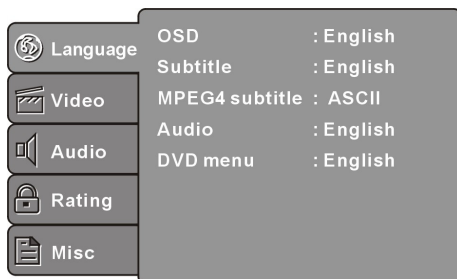 Language
Video
Audio
Rating
Misc
OSD : English
Subtitle : English
MPEG4 subtitle : ASCII
Audio : English
DVD menu : English